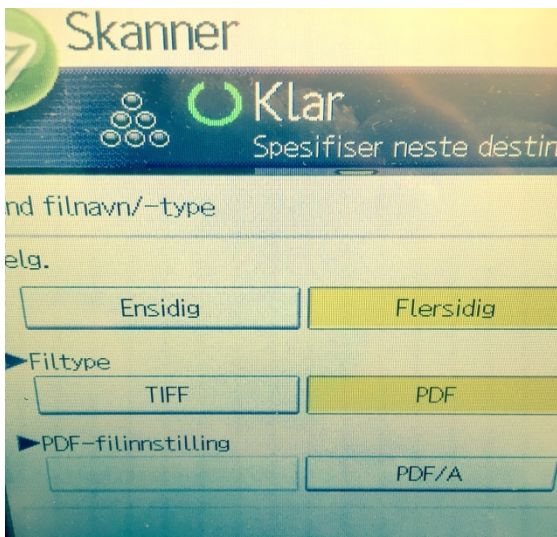 Skanner
Klar
Spesifiser neste destin
nd filnavn/-type
elg.
Ensidig Flersidig
►Filtype
TIFF PDF
►PDF-filinnstilling
PDF/A